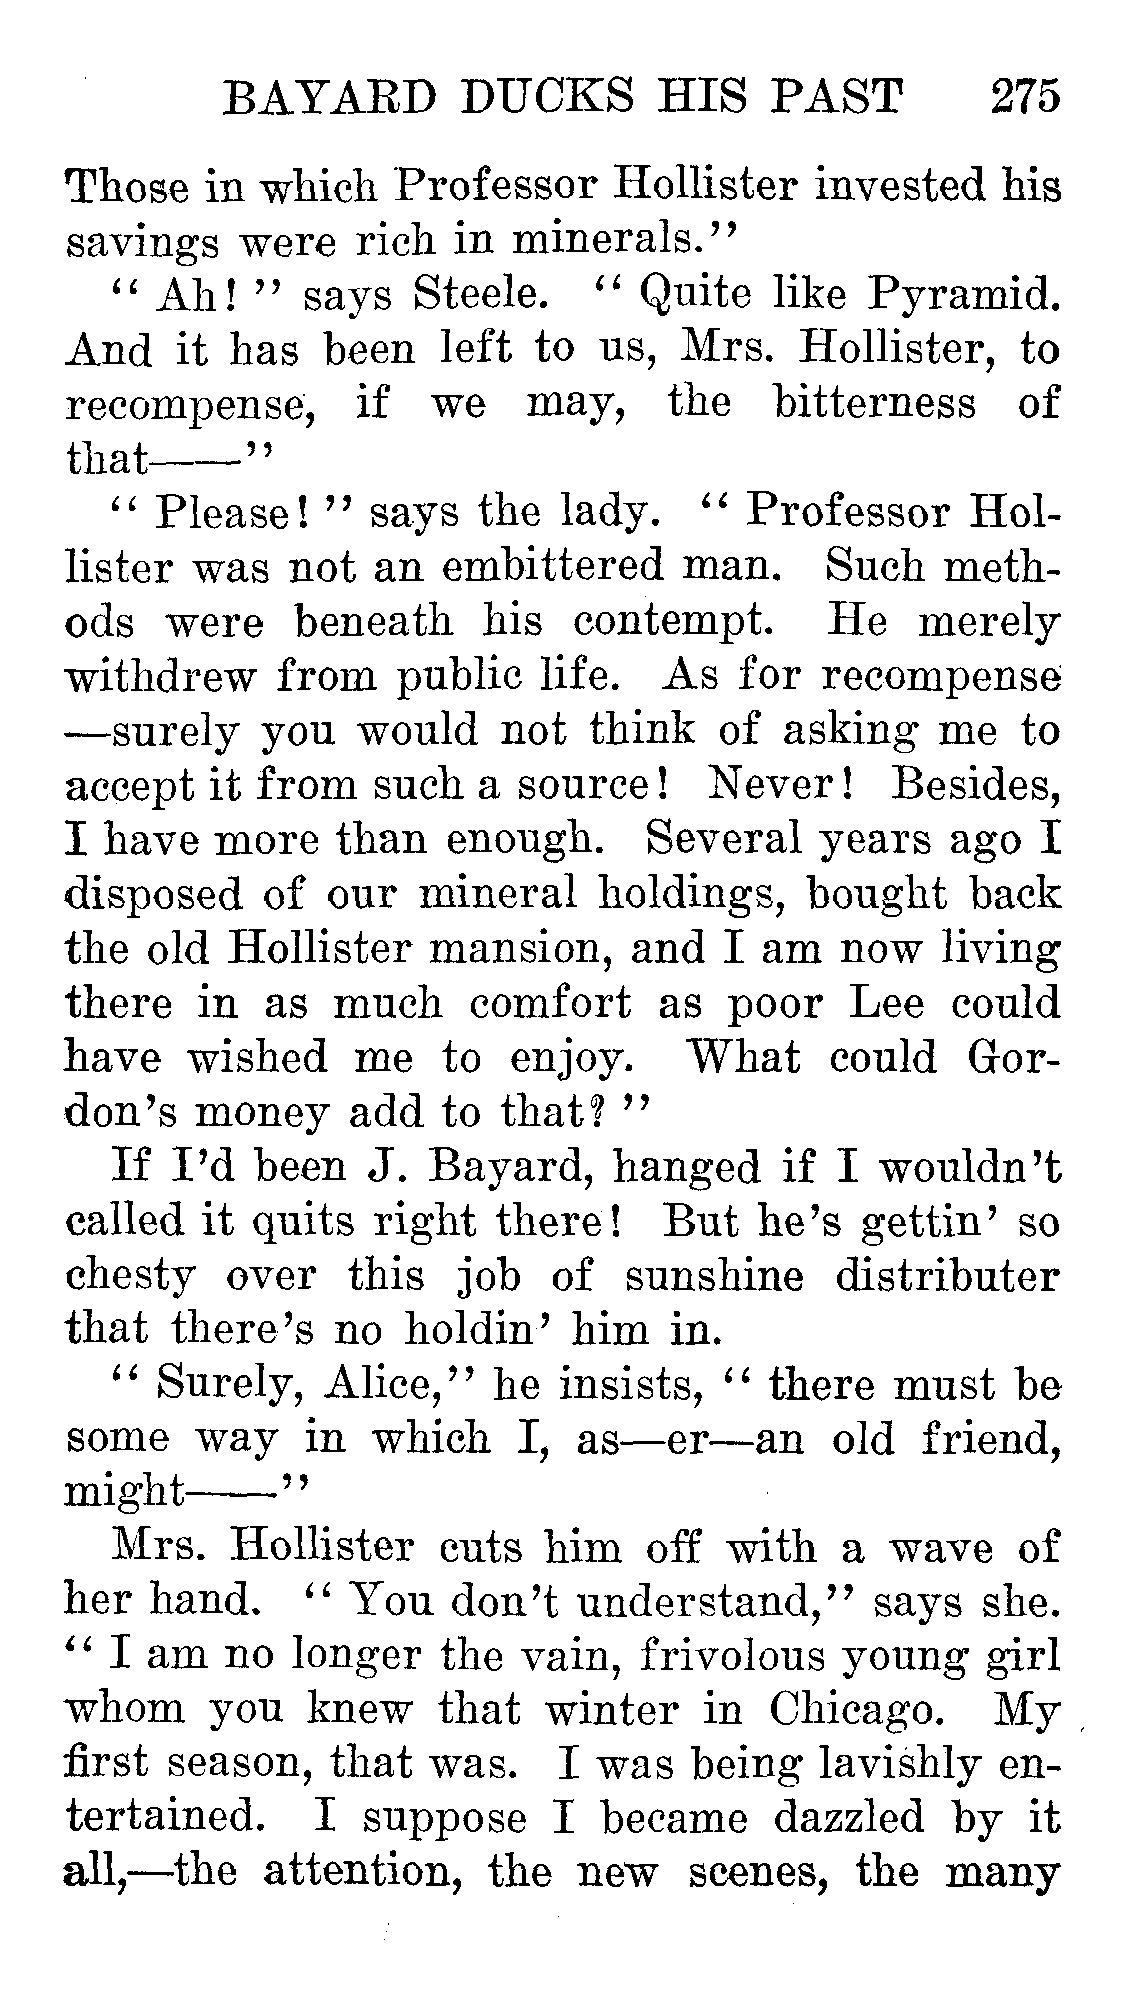 BAYARD DUCKS HIS PAST 275
Those in which Professor Hollister invested his
savings were rich in minerals.”
“ Ah! ” says Steele. “ Quite like Pyramid.
And it has been left to us, Mrs. Hollister, to
recompense, if we may, the bitterness of
that——”
“ Please! ” says the lady. “ Professor Hol-
lister was not an embittered man. Such meth-
ods were beneath his contempt. He merely
withdrew from public life. As for recompense
—surely you would not think of asking me to
accept it from such a source! Never! Besides,
I have more than enough. Several years ago I
disposed of our mineral holdings, bought back
the old Hollister mansion, and I am now living
there in as much comfort as poor Lee could
have wished me to enjoy. What could Gor-
don’s money add to that? ”
If I’d been J. Bayard, hanged if I wouldn’t
called it quits right there! But he’s gettin’ so
chesty over this job of sunshine distributer
that there’s no holdin’ him in.
“ Surely, Alice,” he insists, “ there must be
some way in which I, as—er—an old friend,
might——”
Mrs. Hollister cuts him off with a wave of
her hand. “ You don’t understand,” says she.
“ I am no longer the vain, frivolous young girl
whom you knew that winter in Chicago. My
first season, that was. I was being lavishly en-
tertained. I suppose I became dazzled by it
all,—the attention, the new scenes, the many